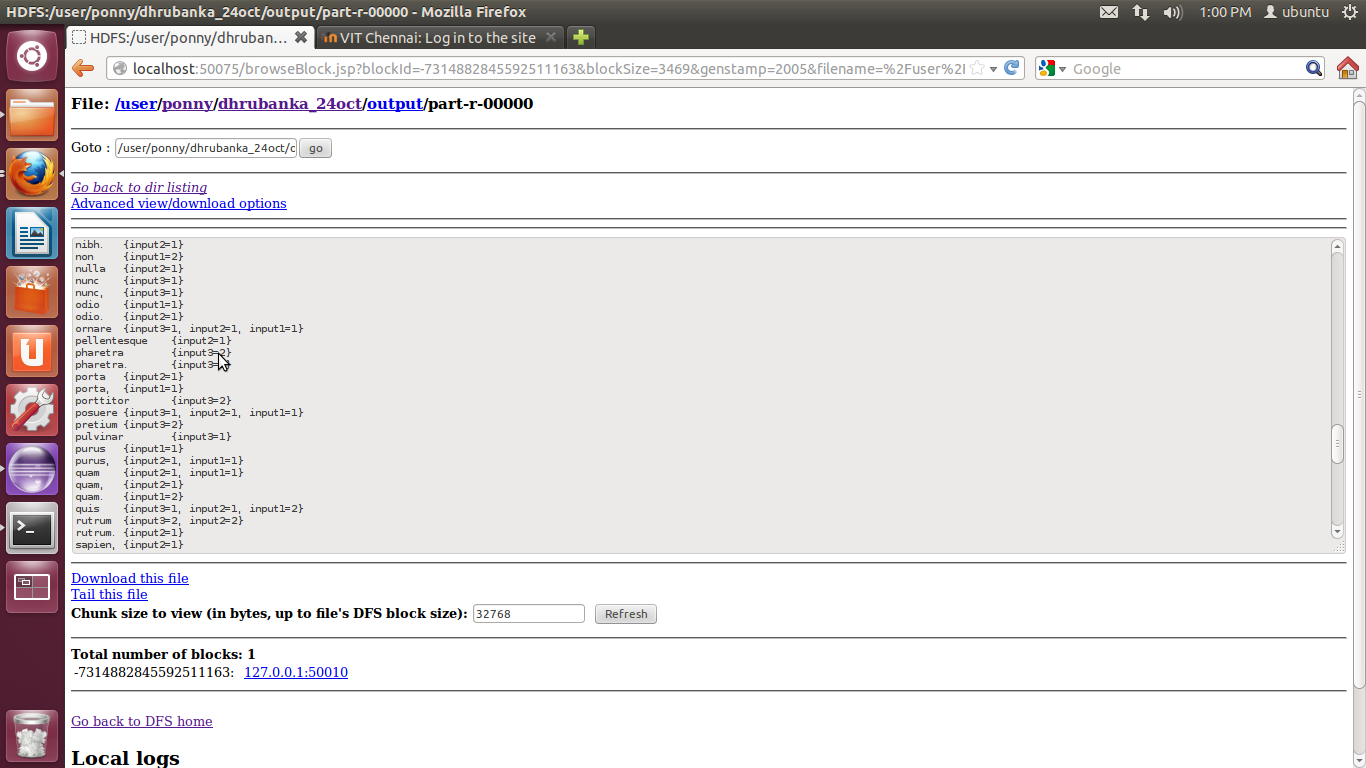 HDFS:/user/ponny/dhrubanka_24oct/output/part-r-00000 - Mozilla Firefox
1:00 PM
ubuntu
HDFS:/user/ponny/dhruban...
VIT Chennai: Log in to the site
localhost:50075/browseBlock.jsp?blockId=-7314882845592511163&blockSize=3469&genstamp=2005&filename=%2Fuser%2
Google
File: /user/ponny/dhrubanka_24oct/output/part-r-00000
Goto : /user/ponny/dhrubanka_24oct/o go
Go back to dir listing
Advanced view/download options
nibh. {input2=1}
non {input1=2}
nulla {input2=1}
nunc {input3=1}
nunc, {input3=1}
odio {input1=1}
odio. {input2=1}
ornare {input3=1, input2=1, input1=1}
pellentesque {input2=1}
pharetra {input3=2}
pharetra. {input3=
porta {input2=1}
porta, {input1=1}
porttitor {input3=2}
posuere {input3=1, input2=1, input1=1}
pretium {input3=2}
pulvinar {input3=1}
purus {input1=1}
purus, {input2=1, input1=1}
quam {input2=1, input1=1}
quam, {input2=1}
quam. {input1=2}
quis {input3=1, input2=1, input1=2}
rutrum {input3=2, input2=2}
rutrum. {input2=1}
sapien, {input2=1}
Download this file
Tail this file
Chunk size to view (in bytes, up to file's DFS block size): 32768 Refresh
Total number of blocks: 1
-7314882845592511163: 127.0.0.1:50010
Go back to DFS home
Local logs